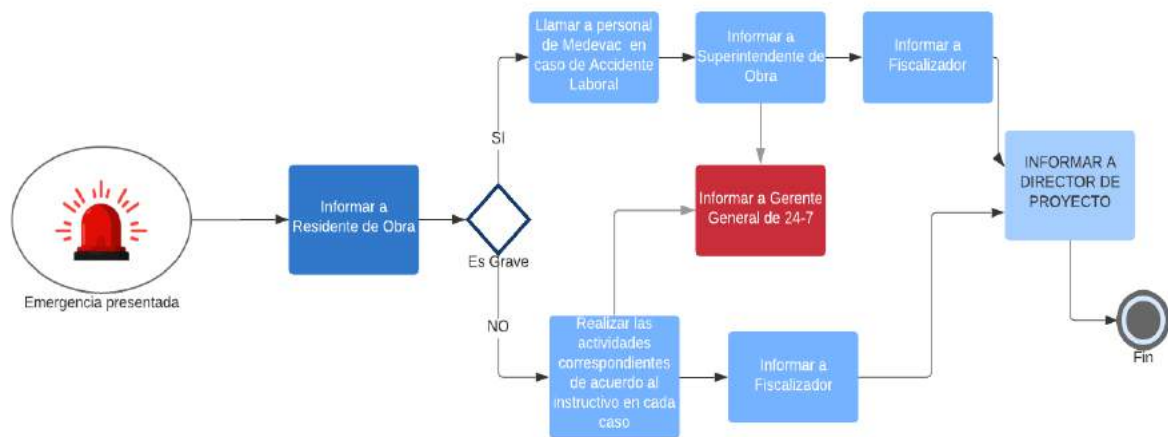 Emergencia presentada
Informar a
Residente de Obra
Es Grave
SI
Llamar a personal
de Medevac en
caso de Accidente
Laboral
Informar a
Superintendente de
Obra
Informar a
Fiscalizador
Informar a Gerente
General de 24-7
NO
Realizar las
actividades
correspondientes
de acuerdo al
instructivo en cada
caso
Informar a
Fiscalizador
INFORMAR A
DIRECTOR DE
PROYECTO
Fin